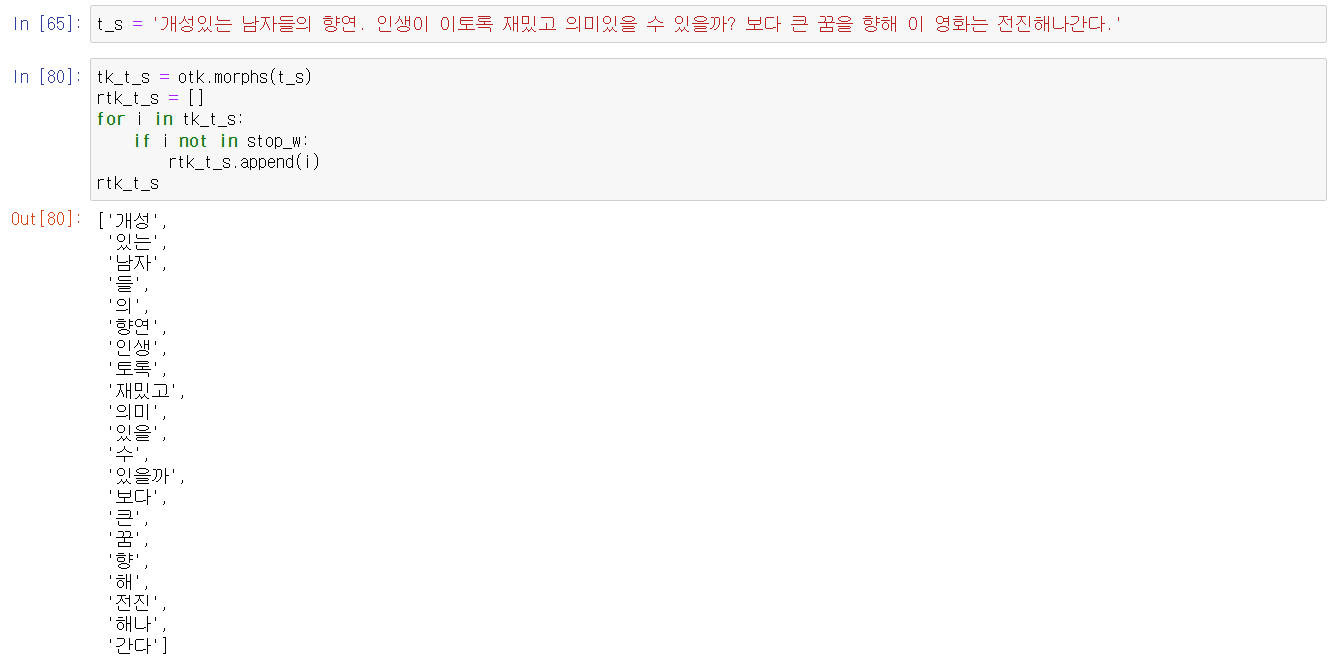 In [65]: t_s = '개성있는 남자들의 향연. 인생이 이토록 재밌고 의미있을 수 있을까? 보다 큰 꿈을 향해 이 영화는 전진해나간다.'
In [80]: tk_t_s = otk.morphs(t_s)
rtk_t_s = []
for i in tk_t_s:
    if i not in stop_w:
        rtk_t_s.append(i)
rtk_t_s
Out[80]: ['개성',
'있는',
'남자',
'들',
'의',
'향연',
'인생',
'토록',
'재밌고',
'의미',
'있을',
'수',
'있을까',
'보다',
'큰',
'꿈',
'향',
'해',
'전진',
'해나',
'간다']